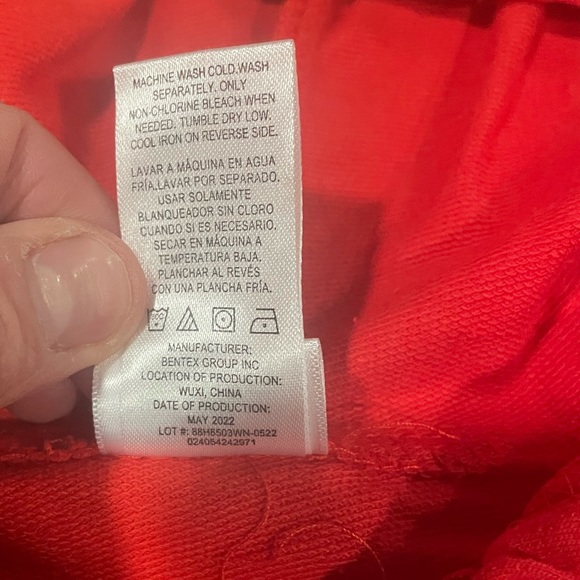 MACHINE WASH COLD.WASH
SEPARATELY. ONLY
NON-CHLORINE BLEACH WHEN
NEEDED. TUMBLE DRY LOW.
COOL IRON ON REVERSE SIDE.
LAVAR A MÁQUINA EN AGUA
FRÍA.LAVAR POR SEPARADO.
USAR SOLAMENTE
BLANQUEADOR SIN CLORO
CUANDO SI ES NECESARIO.
SECAR EN MÁQUINA A
TEMPERATURA BAJA.
PLANCHAR AL REVÉS
CON UNA PLANCHA FRÍA.
MANUFACTURER:
BENTEX GROUP INC
LOCATION OF PRODUCTION:
WUXI, CHINA
DATE OF PRODUCTION:
MAY 2022
LOT #: 88H8503WN-0522
024054242971